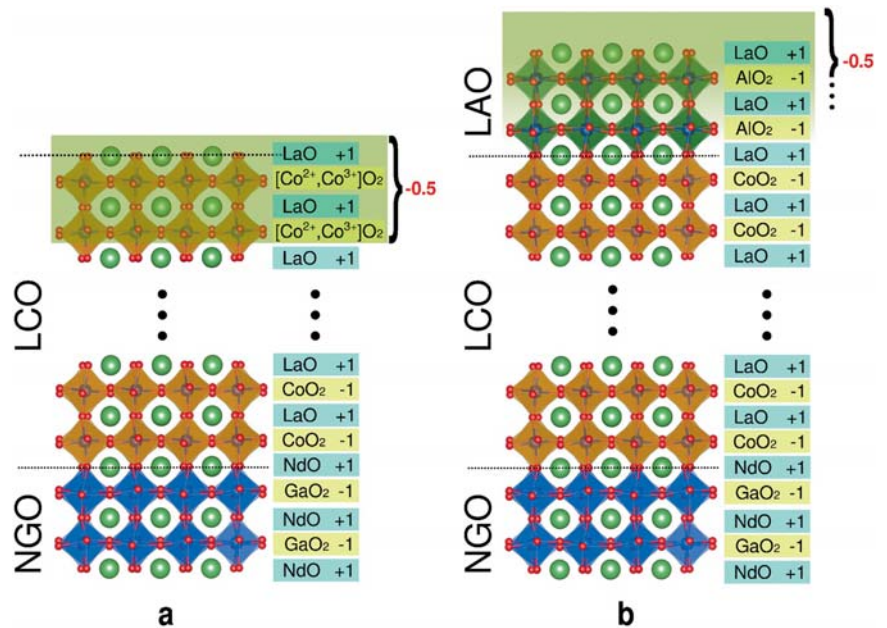 LAO
LaO +1
AlO₂ -1
LaO +1
AlO₂ -1
LaO +1
CoO₂ -1
LaO +1
CoO₂ -1
LaO +1
-0.5
LaO +1
[Co²⁺,Co³⁺]O₂
LaO +1
[Co²⁺,Co³⁺]O₂
LaO +1
-0.5
LCO
LaO +1
CoO₂ -1
LaO +1
CoO₂ -1
NdO +1
GaO₂ -1
NdO +1
GaO₂ -1
NdO +1
NGO
a
LCO
LaO +1
CoO₂ -1
LaO +1
CoO₂ -1
NdO +1
GaO₂ -1
NdO +1
GaO₂ -1
NdO +1
NGO
b